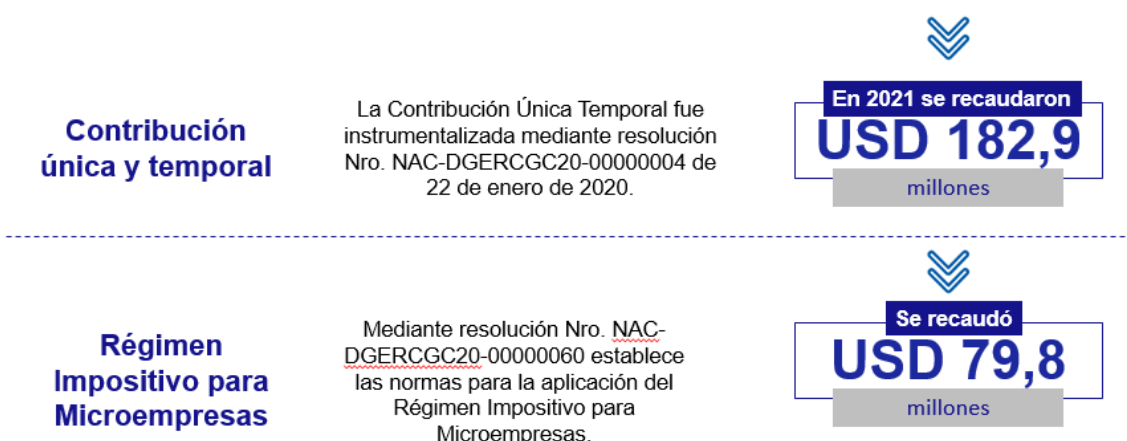 Contribución
única y temporal
La Contribución Única Temporal fue
instrumentalizada mediante resolución
Nro. NAC-DGERCGC20-00000004 de
22 de enero de 2020.
En 2021 se recaudaron
USD 182,9
millones
Régimen
Impositivo para
Microempresas
Mediante resolución Nro. NAC-
DGERCGC20-00000060 establece
las normas para la aplicación del
Régimen Impositivo para
Microempresas.
Se recaudó
USD 79,8
millones